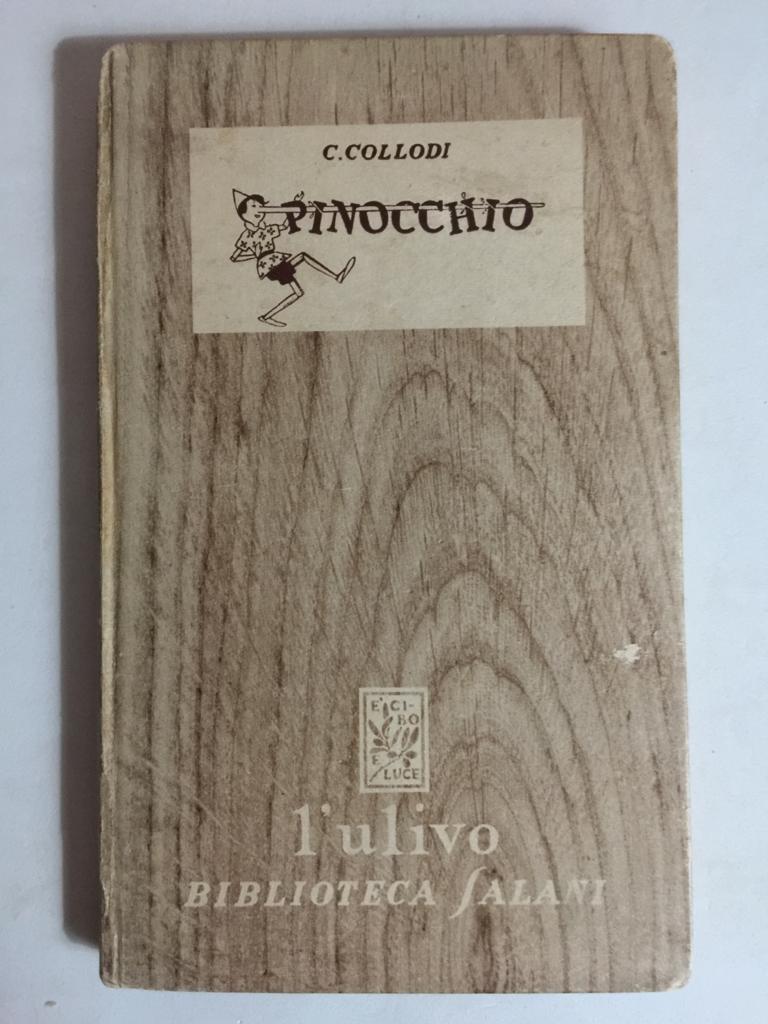 C. COLLODI
PINOCCHIO
E' CI-
BO
E
LUCE
l'ulivo
BIBLIOTECA SALANI